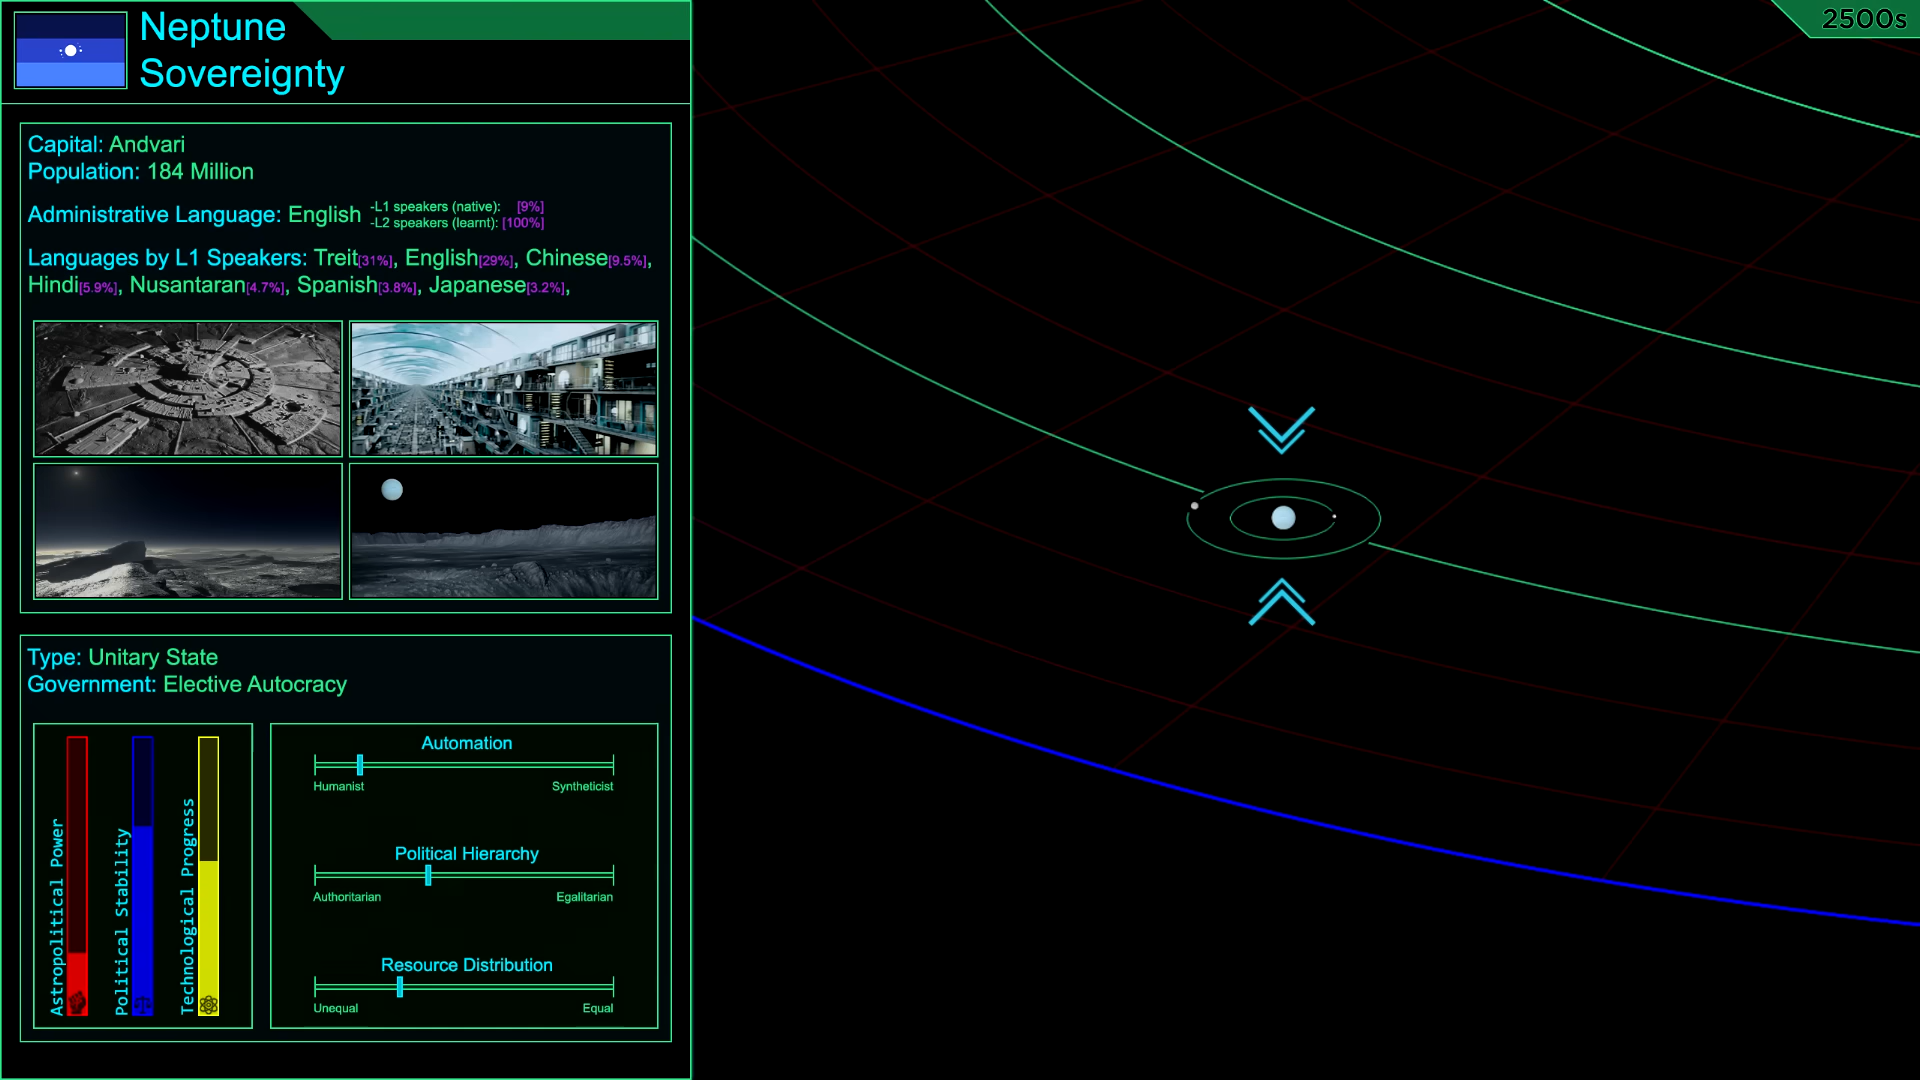 Neptune
Sovereignty
2500s
Capital: Andvari
Population: 184 Million
Administrative Language: English -L1 speakers (native): [9%]
-L2 speakers (learnt): [100%]
Languages by L1 Speakers: Treit[31%], English[29%], Chinese[9.5%],
Hindi[5.9%], Nusantaran[4.7%], Spanish[3.8%], Japanese[3.2%],
Type: Unitary State
Government: Elective Autocracy
Astropolitical Power
Political Stability
Technological Progress
Automation
Humanist Syntheticist
Political Hierarchy
Authoritarian Egalitarian
Resource Distribution
Unequal Equal